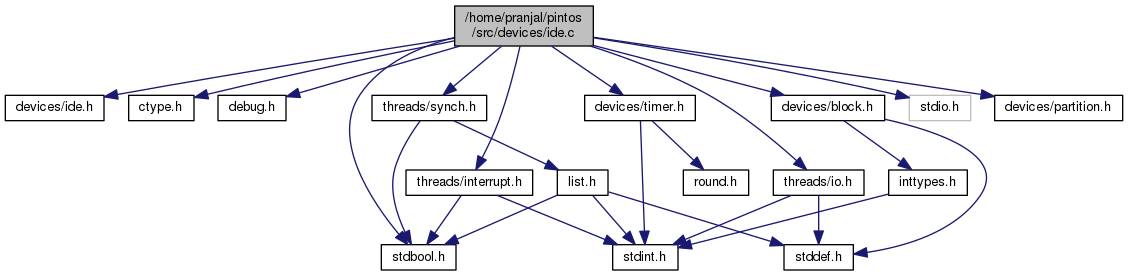 /home/pranjal/pintos
/src/devices/ide.c
devices/ide.h
ctype.h
debug.h
threads/synch.h
devices/timer.h
devices/block.h
stdio.h
devices/partition.h
threads/interrupt.h
list.h
round.h
threads/io.h
inttypes.h
stdbool.h
stdint.h
stddef.h